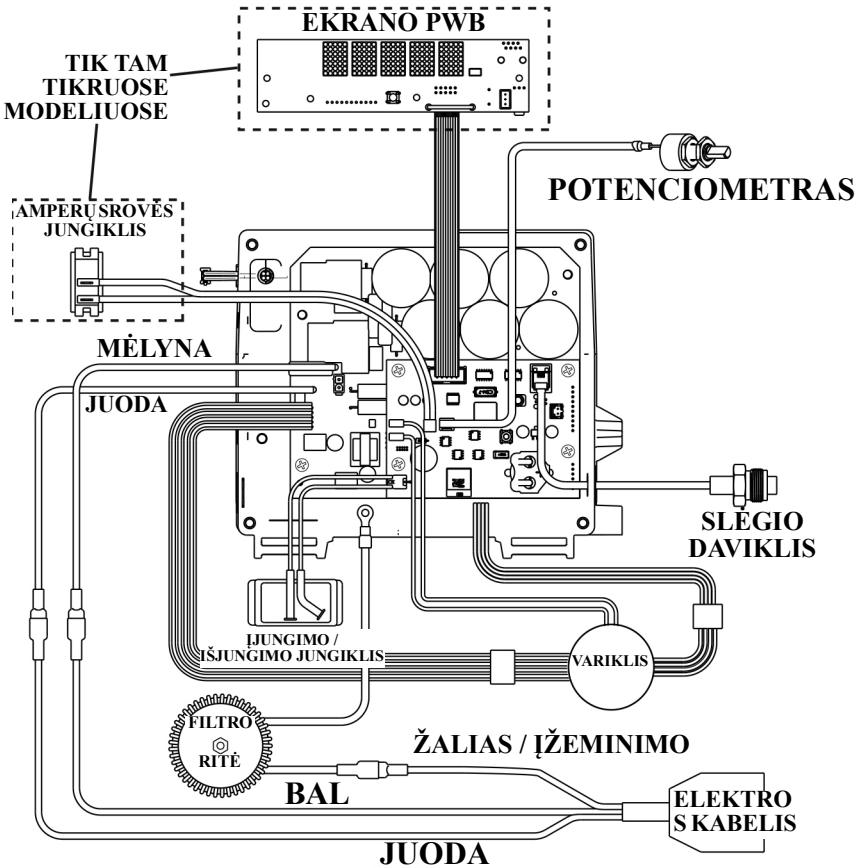 EKRANO PWB
TIK TAM
TIKRUOSE
MODELIUOSE
POTENCIOMETRAS
AMPERŲ SROVĖS
JUNGIKLIS
MĖLYNA
JUODA
SLĖGIO
DAVIKLIS
ĮJUNGIMO /
IŠJUNGIMO JUNGIKLIS
VARIKLIS
FILTRO
RITĖ
ŽALIAS / ĮŽEMINIMO
BAL
ELEKTRO
S KABELIS
JUODA